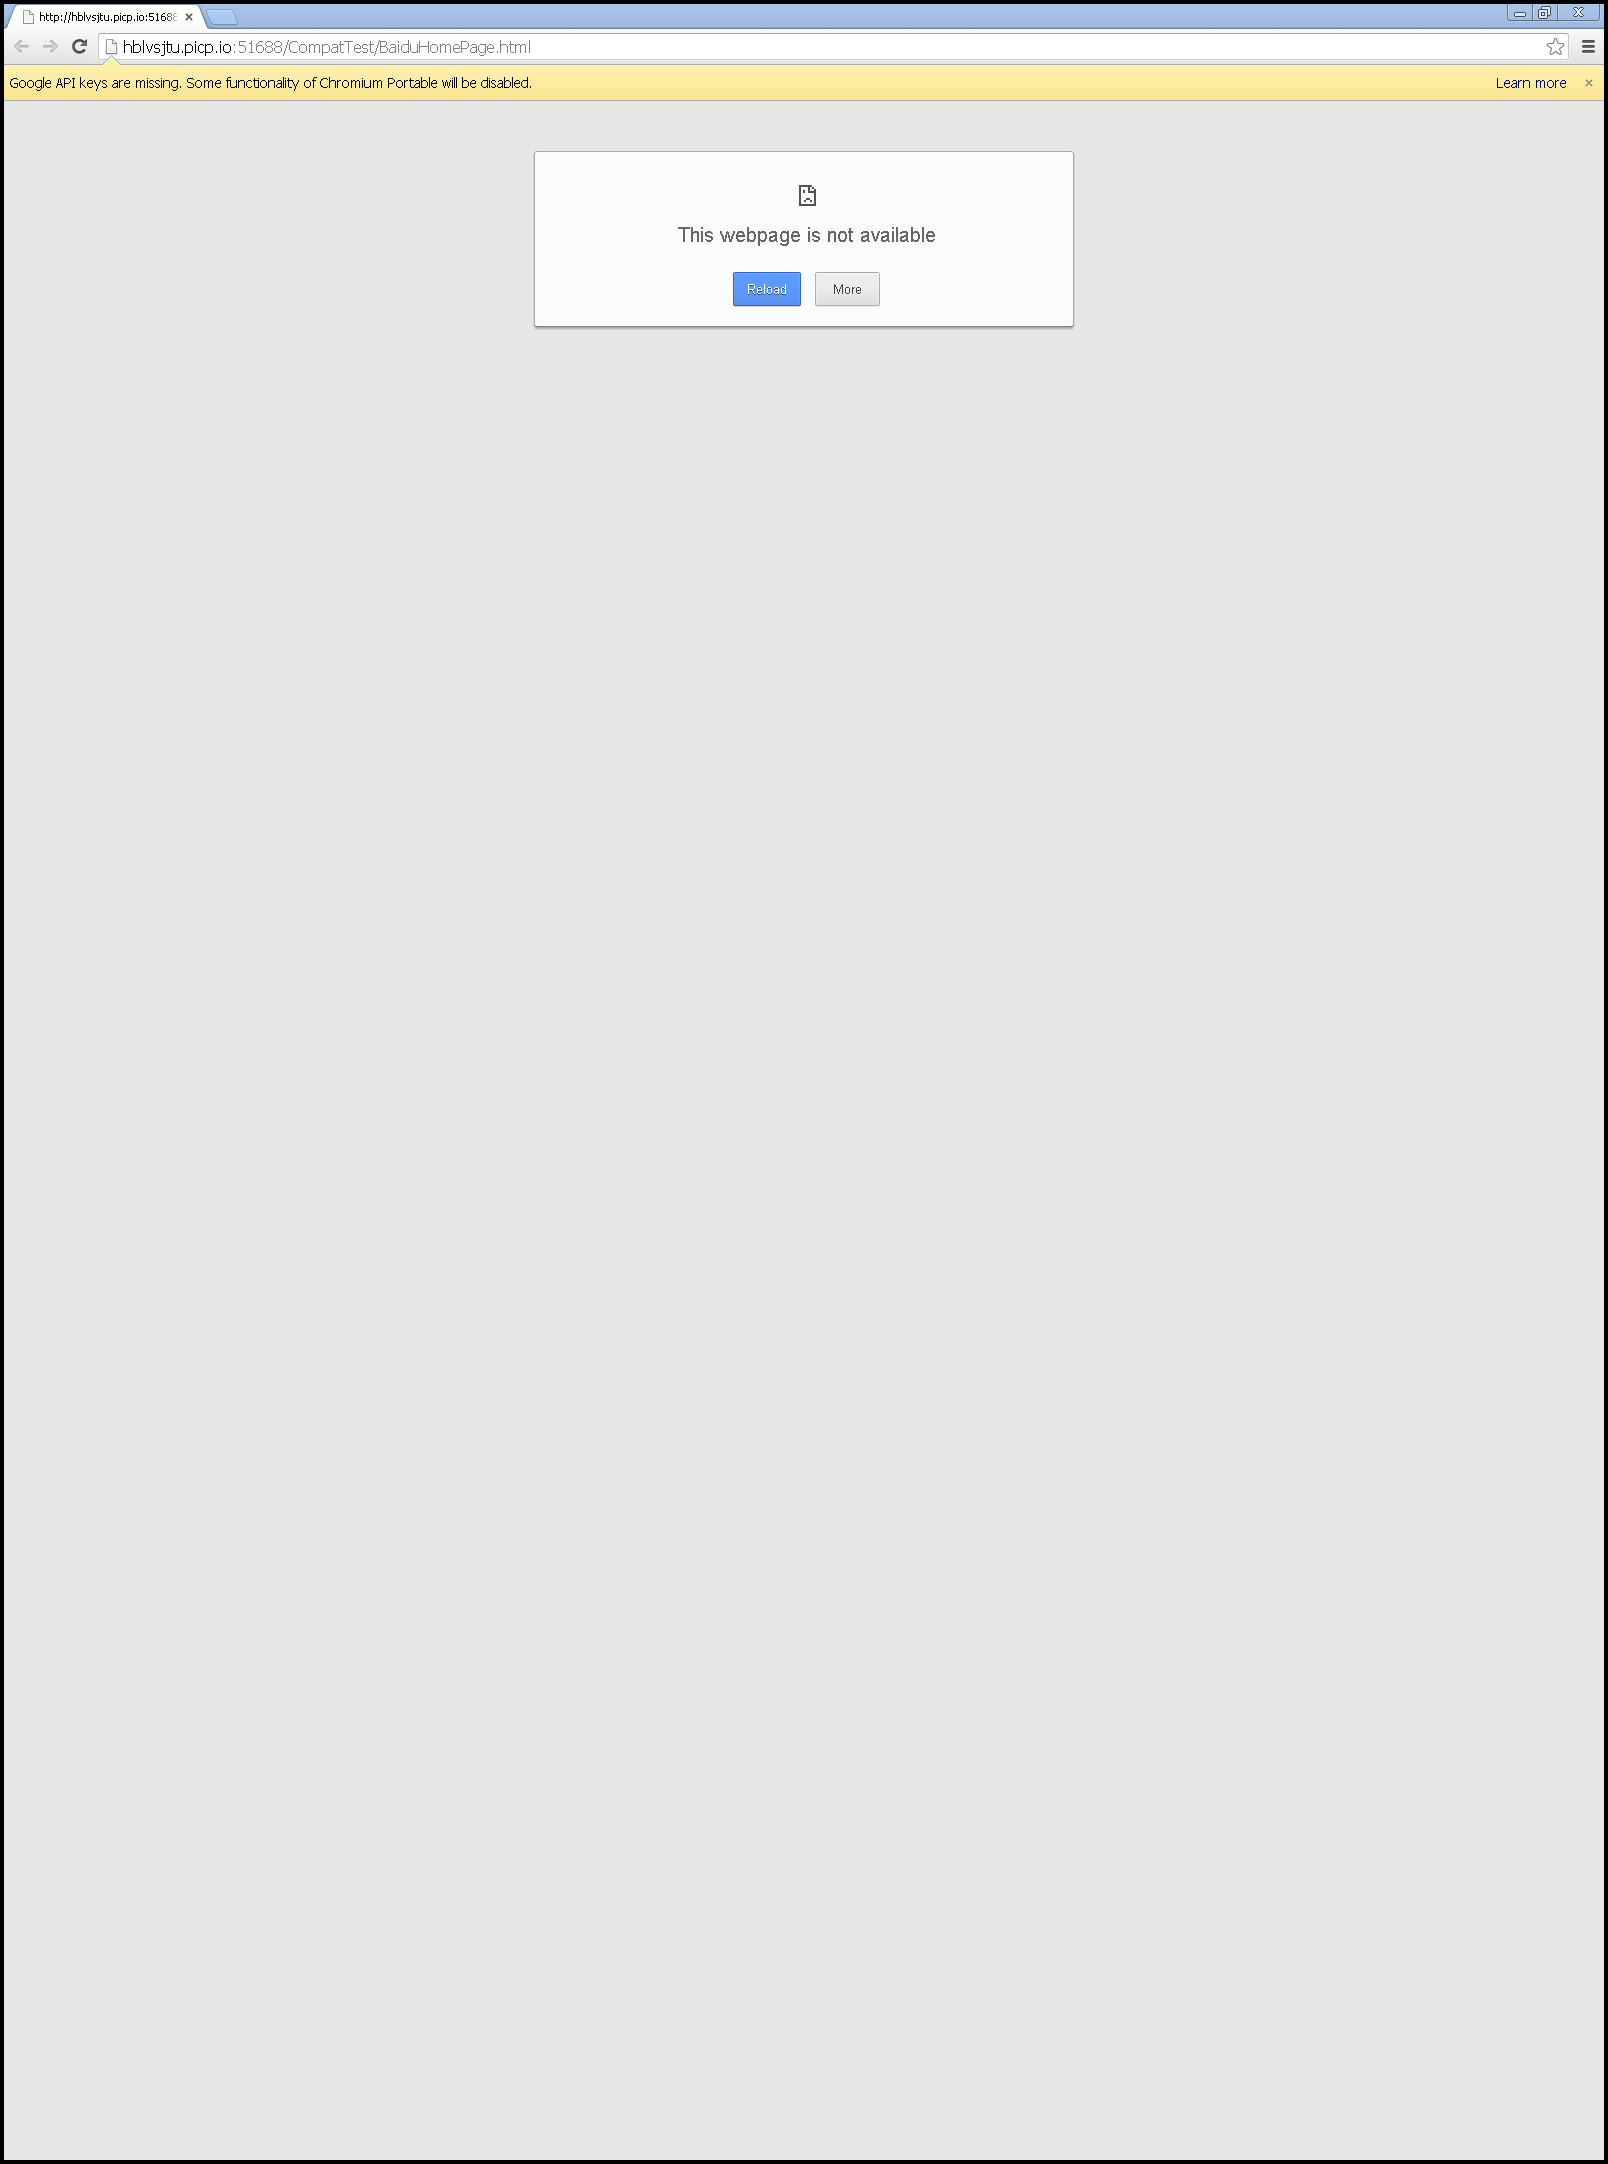 http://hblvsjtu.picp.io:5168
hblvsjtu.picp.io:51688/CompatTest/BaiduHomePage.html
Google API keys are missing. Some functionality of Chromium Portable will be disabled.
Learn more
This webpage is not available
Reload
More